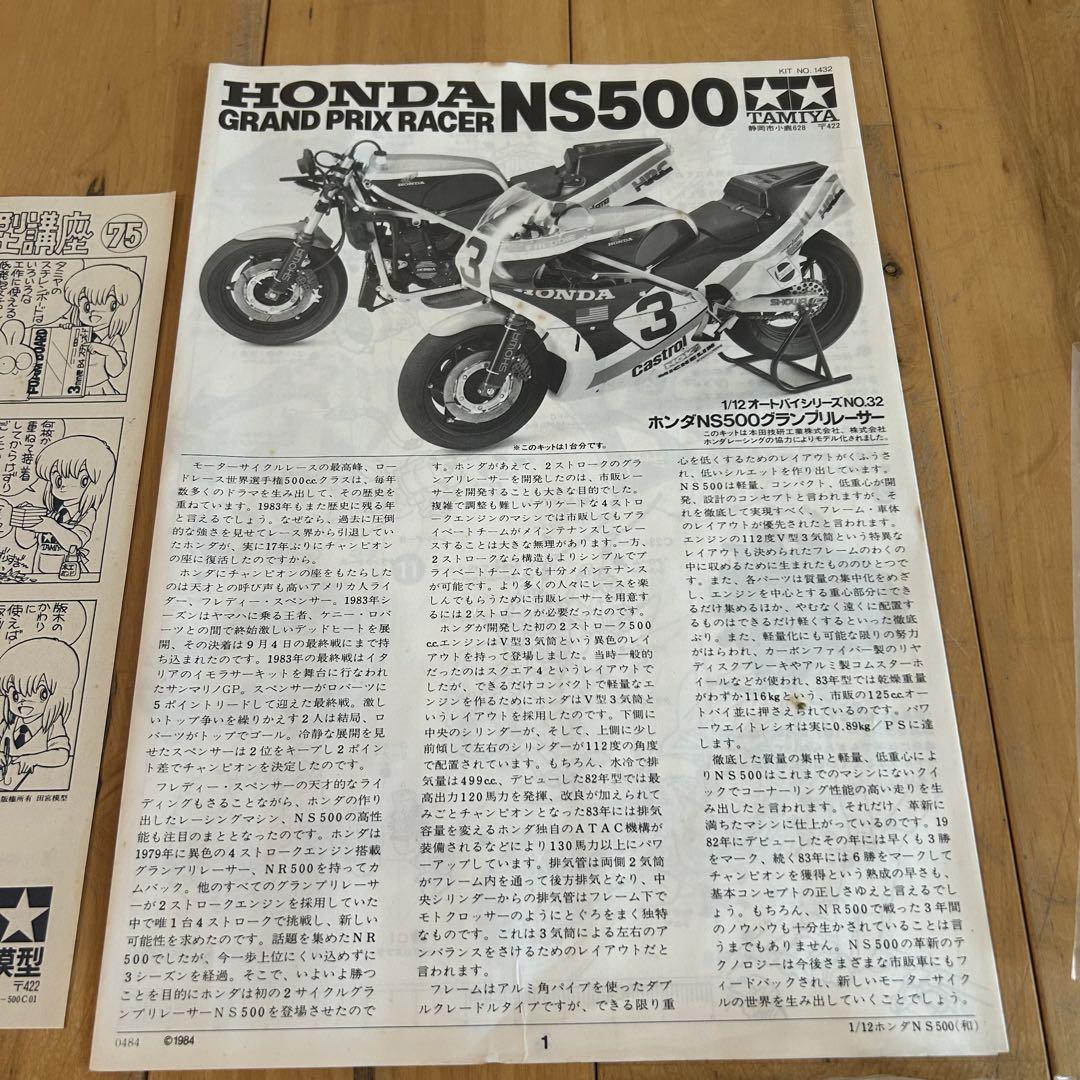 KIT NO. 1432
HONDA
GRAND PRIX RACER NS500
TAMIYA
静岡市小鹿628 〒422
HONDA
HRC
SHOWA
HONDA
3
HONDA
3
Castrol
MICHELIN
SHOWA
SHOWA
HRC
1/12 オートバイシリーズNO.32
ホンダNS500グランプリレーサー
このキットは本田技研工業株式会社、株式会社
ホンダレーシングの協力によりモデル化されました。
※このキットは1台分です。
モーターサイクルレースの最高峰、ロー
ドレース世界選手権500cc.クラスは、毎年
数多くのドラマを生み出して、その歴史を
重ねています。1983年もまた歴史に残る年
と言えるでしょう。なぜなら、過去に圧倒
的な強さを見せてレース界から引退してい
たホンダが、実に17年ぶりにチャンピオン
の座に復活したのですから。
ホンダにチャンピオンの座をもたらした
のは天才との呼び声も高いアメリカ人ライ
ダー、フレディー・スペンサー。1983年シ
ーズンはヤマハに乗る王者、ケニー・ロバ
ーツとの間で終始激しいデッドヒートを展
開、その決着は9月4日の最終戦にまで持
ち込まれたのです。1983年の最終戦はイタ
リアのイモラサーキットを舞台に行なわれ
たサンマリノGP。スペンサーがロバーツに
5ポイントリードして迎えた最終戦。激し
いトップ争いを繰りかえす2人は結局、ロ
バーツがトップでゴール。冷静な展開を見
せたスペンサーは2位をキープし2ポイン
ト差でチャンピオンを決定したのです。
フレディー・スペンサーの天才的なライ
ディングもさることながら、ホンダの作り
出したレーシングマシン、NS500の高性
能も注目のまととなったのです。ホンダは
1979年に異色の4ストロークエンジン搭載
グランプリレーサー、NR500を持ってカ
ムバック。他のすべてのグランプリレーサ
ーが2ストロークエンジンを採用していた
中で唯1台4ストロークで挑戦し、新しい
可能性を求めたのです。話題を集めたNR
500でしたが、今一歩上位にくい込めずに
3シーズンを経過。そこで、いよいよ勝つ
ことを目的にホンダは初の2サイクルグラ
ンプリレーサーNS500を登場させたので
す。ホンダがあえて、2ストロークのグラ
ンプリレーサーを開発したのは、市販レー
サーを開発することも大きな目的でした。
複雑で調整も難しいデリケートな4ストロ
ークエンジンのマシンでは市販してもプラ
イベートチームがメインテナンスしてレー
スすることは大きな無理があります。一方、
2ストロークなら構造もよりシンプルでプ
ライベートチームでも十分メインテナンス
が可能です。より多くの人々にレースを楽
しんでもらうために市販レーサーを用意す
るには2ストロークが必要だったのです。
ホンダが開発した初の2ストローク500
cc.エンジンはV型3気筒という異色のレイ
アウトを持って登場しました。当時一般的
だったのはスクエア4というレイアウトで
したが、できるだけコンパクトで軽量なエ
ンジンを作るためにホンダはV型3気筒と
いうレイアウトを採用したのです。下側に
中央のシリンダーが、そして、上側に少し
前傾して左右のシリンダーが112度の角度
で配置されています。もちろん、水冷で排
気量は499cc.、デビューした82年型では最
高出力120馬力を発揮、改良が加えられて
みごとチャンピオンとなった83年には排気
容量を変えるホンダ独自のATAC機構が
装備されるなどにより130馬力以上にパワ
ーアップしています。排気管は両側2気筒
がフレーム内を通って後方排気となり、中
央シリンダーからの排気管はフレーム下で
モトクロッサーのようにとぐろをまく独特
なものです。これは3気筒による左右のア
ンバランスをさけるためのレイアウトだと
言われます。
フレームはアルミ角パイプを使ったダブ
ルクレードルタイプですが、できる限り重
心を低くするためのレイアウトがくふうさ
れ、低いシルエットを作り出しています。
NS500は軽量、コンパクト、低重心が開
発、設計のコンセプトと言われますが、そ
れを徹底して実現すべく、フレーム・車体
のレイアウトが優先されたと言われます。
エンジンの112度V型3気筒という特異な
レイアウトも決められたフレームのわくの
中に収めるために生まれたもののひとつで
す。また、各パーツは質量の集中化をめざ
し、エンジンを中心とする重心部分にでき
るだけ集めるほか、やむなく遠くに配置す
るものはできるだけ軽くするといった徹底
ぶり。また、軽量化にも可能な限りの努力
がはらわれ、カーボンファイバー製のリヤ
ディスクブレーキやアルミ製コムスターホ
イールなどが使われ、83年型では乾燥重量
がわずか116kgという、市販の125cc.オー
トバイ並に押さえられているのです。パワ
ーウエイトレシオは実に0.89kg/PSに達
します。
徹底した質量の集中と軽量、低重心によ
りNS500はこれまでのマシンにないクイ
ックでコーナーリング性能の高い走りを生
み出したと言われます。それだけ、革新に
満ちたマシンに仕上がっているのです。19
82年にデビューしたその年には早くも3勝
をマーク、続く83年には6勝をマークして
チャンピオンを獲得という熟成の早さも、
基本コンセプトの正しさゆえと言えるでし
ょう。もちろん、NR500で戦った3年間
のノウハウも十分生かされていることは言
うまでもありません。NS500の革新のテ
クノロジーは今後さまざまな市販車にもフ
ィードバックされ、新しいモーターサイク
ルの世界を生み出していくことでしょう。
0484 ©1984
1
1/12ホンダNS500(和)
型講座 75
タミヤの
スチレンボードは
いろいろな
工作に使える
3mm厚 B4
何枚か
重ねて接着
してからけずり
TAMIYA
版木の
かわり
使えば
版権所有 田宮模型
模型
〒422
-500C01